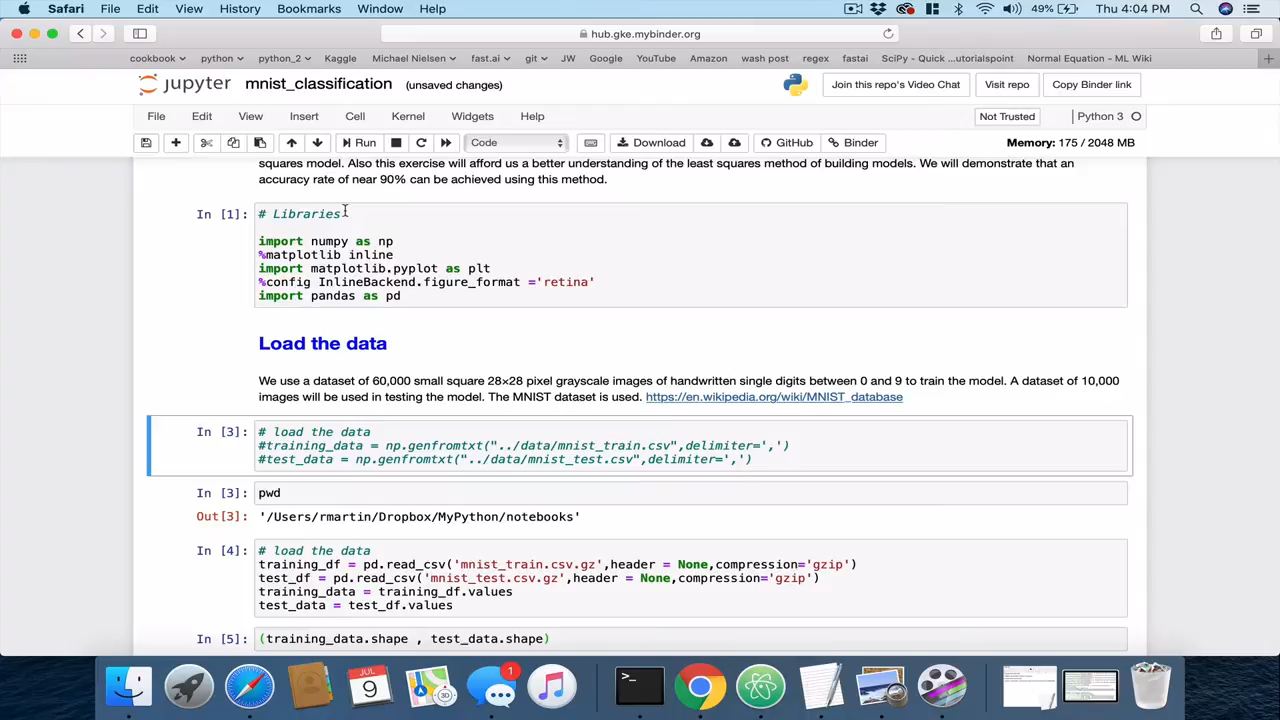 Safari File Edit View History Bookmarks Window Help 49% Thu 4:04 PM
hub.gke.mybinder.org
cookbook python python_2 Kaggle Michael Nielsen fast.ai git JW Google YouTube Amazon wash post regex fastai SciPy - Quick ...utorialspoint Normal Equation - ML Wiki
jupyter mnist_classification (unsaved changes) Join this repo's Video Chat Visit repo Copy Binder link
File Edit View Insert Cell Kernel Widgets Help Not Trusted Python 3
Run Code Download GitHub Binder Memory: 175 / 2048 MB
squares model. Also this exercise will afford us a better understanding of the least squares method of building models. We will demonstrate that an
accuracy rate of near 90% can be achieved using this method.
In [1]: # Libraries
import numpy as np
%matplotlib inline
import matplotlib.pyplot as plt
%config InlineBackend.figure_format ='retina'
import pandas as pd
Load the data
We use a dataset of 60,000 small square 28×28 pixel grayscale images of handwritten single digits between 0 and 9 to train the model. A dataset of 10,000
images will be used in testing the model. The MNIST dataset is used. https://en.wikipedia.org/wiki/MNIST_database
In [3]: # load the data
#training_data = np.genfromtxt("../data/mnist_train.csv",delimiter=',')
#test_data = np.genfromtxt("../data/mnist_test.csv",delimiter=',')
In [3]: pwd
Out[3]: '/Users/rmartin/Dropbox/MyPython/notebooks'
In [4]: # load the data
training_df = pd.read_csv('mnist_train.csv.gz',header = None,compression='gzip')
test_df = pd.read_csv('mnist_test.csv.gz',header = None,compression='gzip')
training_data = training_df.values
test_data = test_df.values
In [5]: (training_data.shape , test_data.shape)
JUL
9
3D
1
>_